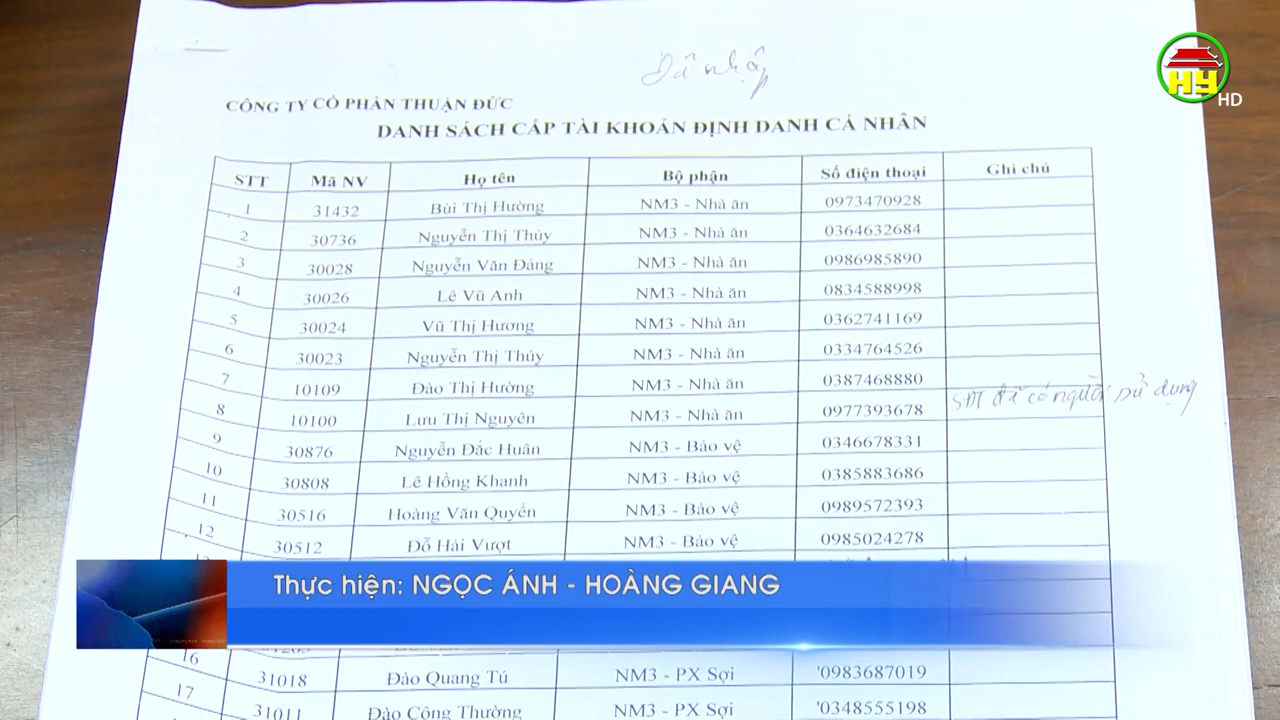 Đã nhập
HY
HD
CÔNG TY CỔ PHẦN THUẬN ĐỨC
DANH SÁCH CẤP TÀI KHOẢN ĐỊNH DANH CÁ NHÂN
STT Mã NV Họ tên Bộ phận Số điện thoại Ghi chú
1 31432 Bùi Thị Hường NM3 - Nhà ăn 0973470928
2 30736 Nguyễn Thị Thủy NM3 - Nhà ăn 0364632684
3 30028 Nguyễn Văn Đảng NM3 - Nhà ăn 0986985890
4 30026 Lê Vũ Anh NM3 - Nhà ăn 0834588998
5 30024 Vũ Thị Hương NM3 - Nhà ăn 0362741169
6 30023 Nguyễn Thị Thủy NM3 - Nhà ăn 0334764526
7 10109 Đào Thị Hường NM3 - Nhà ăn 0387468880
8 10100 Lưu Thị Nguyên NM3 - Nhà ăn 0977393678 SĐT đã có người sử dụng
9 30876 Nguyễn Đắc Huân NM3 - Bảo vệ 0346678331
10 30808 Lê Hồng Khanh NM3 - Bảo vệ 0385883686
11 30516 Hoàng Văn Quyền NM3 - Bảo vệ 0989572393
12 30512 Đỗ Hải Vượt NM3 - Bảo vệ 0985024278
Thực hiện: NGỌC ÁNH - HOÀNG GIANG
16 31018 Đào Quang Tú NM3 - PX Sợi '0983687019
17 31011 Đào Công Thường NM3 - PX Sợi '0348555198